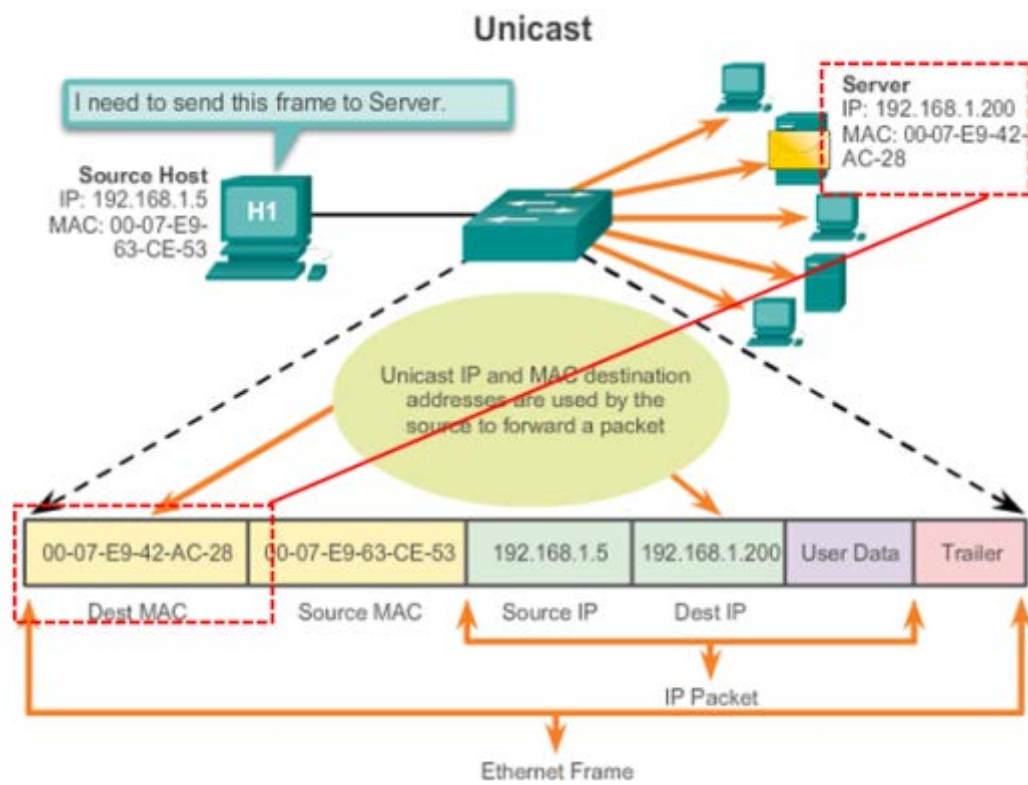 Unicast
I need to send this frame to Server.
Server
IP: 192.168.1.200
MAC: 00-07-E9-42-
AC-28
Source Host
IP: 192.168.1.5
MAC: 00-07-E9-
63-CE-53
H1
Unicast IP and MAC destination
addresses are used by the
source to forward a packet
00-07-E9-42-AC-28
00-07-E9-63-CE-53
192.168.1.5
192.168.1.200
User Data
Trailer
Dest MAC
Source MAC
Source IP
Dest IP
IP Packet
Ethernet Frame